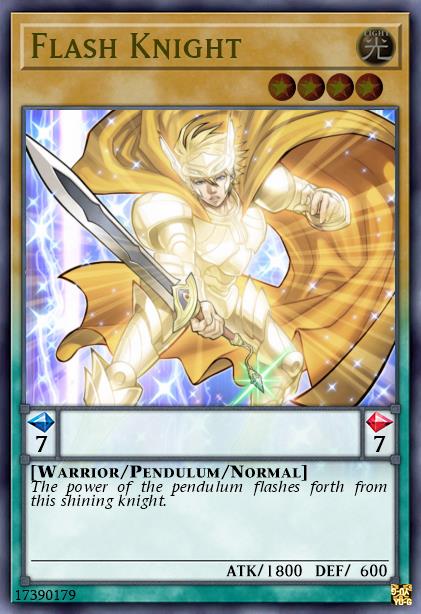 Flash Knight
LIGHT
光
7 7
[Warrior/Pendulum/Normal]
The power of the pendulum flashes forth from
this shining knight.
ATK/1800 DEF/ 600
17390179